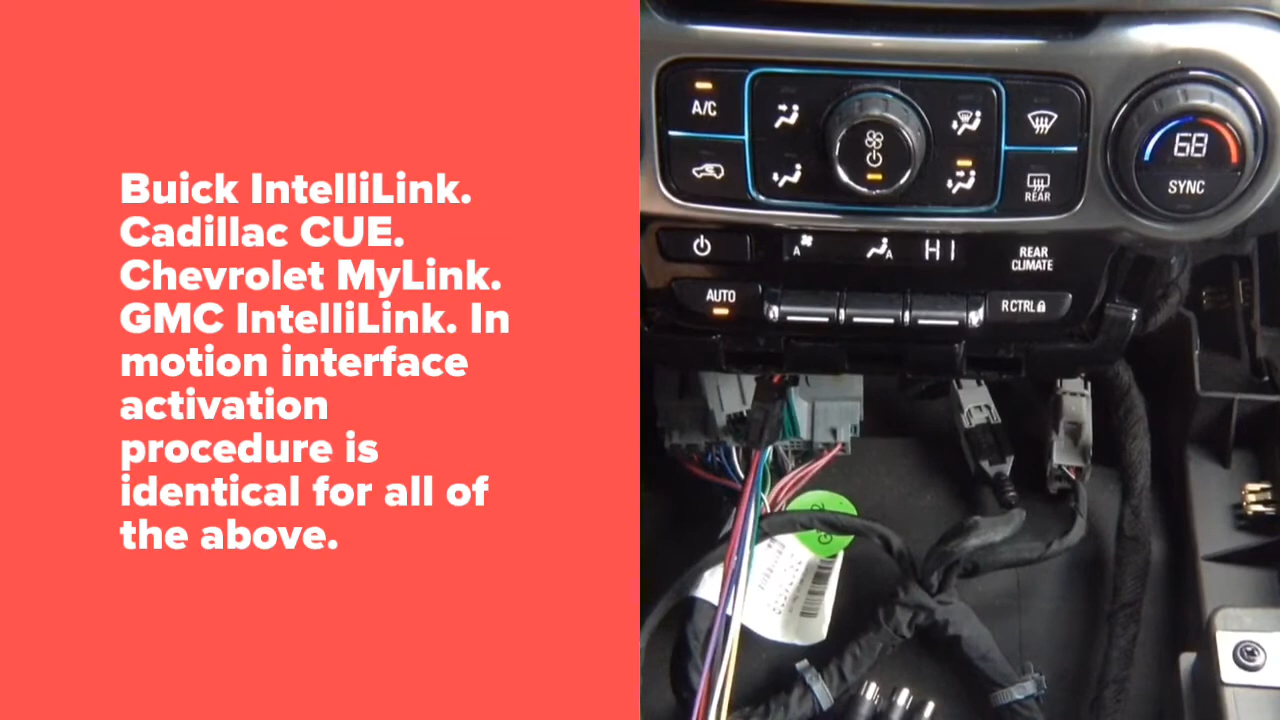 Buick IntelliLink.
Cadillac CUE.
Chevrolet MyLink.
GMC IntelliLink. In
motion interface
activation
procedure is
identical for all of
the above.
A/C
REAR
68
SYNC
A
A
HI
REAR
CLIMATE
AUTO
R CTRL